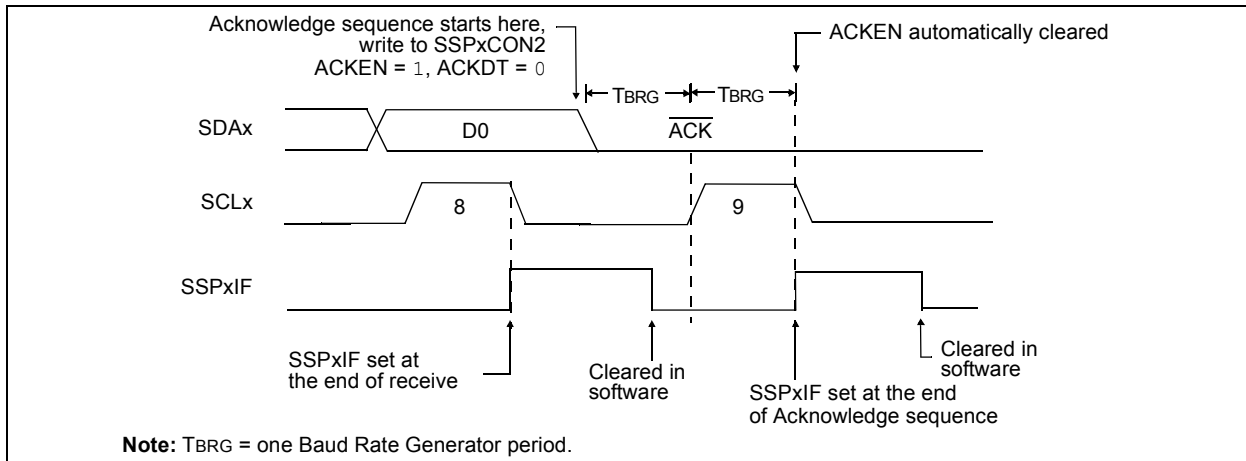 Acknowledge sequence starts here,
write to SSPxCON2
ACKEN = 1, ACKDT = 0
ACKEN automatically cleared
TBRG
TBRG
SDAx
D0
ACK
SCLx
8
9
SSPxIF
SSPxIF set at
the end of receive
Cleared in
software
SSPxIF set at the end
of Acknowledge sequence
Cleared in
software
Note: TBRG = one Baud Rate Generator period.